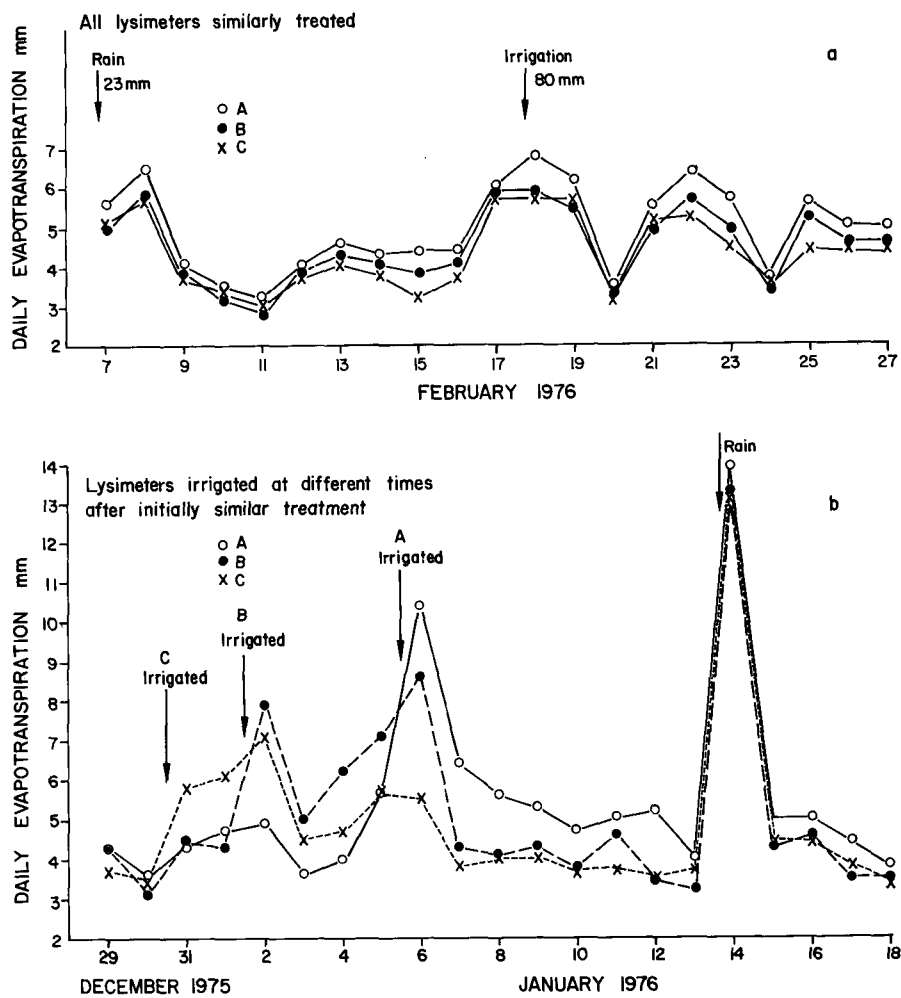 All lysimeters similarly treated
a
Rain
23 mm
Irrigation
80 mm
A
B
C
DAILY EVAPOTRANSPIRATION mm
7
6
5
4
3
2
7 9 11 13 15 17 19 21 23 25 27
FEBRUARY 1976
Lysimeters irrigated at different times
after initially similar treatment
b
A
B
C
C
Irrigated
B
Irrigated
A
Irrigated
Rain
DAILY EVAPOTRANSPIRATION mm
14
13
12
11
10
9
8
7
6
5
4
3
2
29 31 2 4 6 8 10 12 14 16 18
DECEMBER 1975 JANUARY 1976